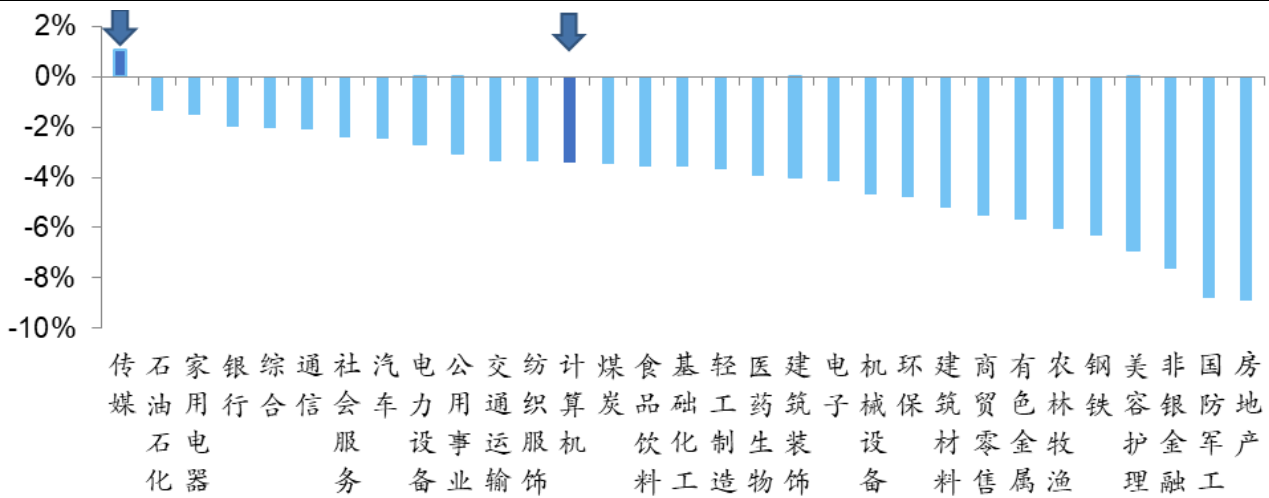 2%
0%
-2%
-4%
-6%
-8%
-10%
传媒
石油石化
家用电器
银行
综合
通信
社会服务
汽车
电力设备
公用事业
交通运输
纺织服饰
计算机
煤炭
食品饮料
基础化工
轻工制造
医药生物
建筑装饰
电子
机械设备
环保
建筑材料
商贸零售
有色金属
农林牧渔
钢铁
美容护理
非银金融
国防军工
房地产